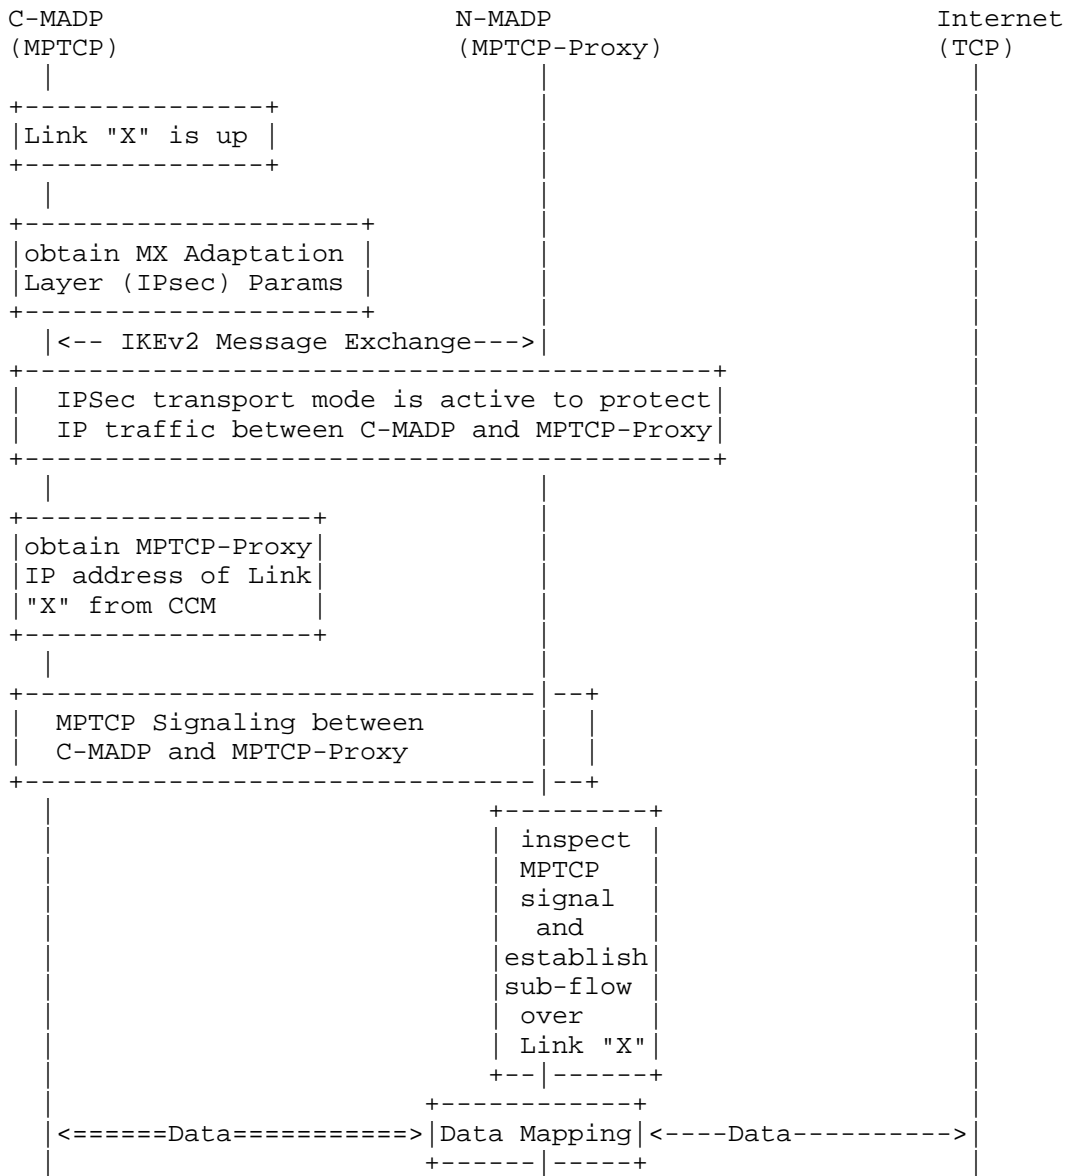 C-MADP N-MADP Internet
(MPTCP) (MPTCP-Proxy) (TCP)
Link "X" is up
obtain MX Adaptation
Layer (IPsec) Params
<-- IKEv2 Message Exchange--->
IPSec transport mode is active to protect
IP traffic between C-MADP and MPTCP-Proxy
obtain MPTCP-Proxy
IP address of Link
"X" from CCM
MPTCP Signaling between
C-MADP and MPTCP-Proxy
inspect
MPTCP
signal
and
establish
sub-flow
over
Link "X"
<======Data===========>|Data Mapping|<----Data---------->